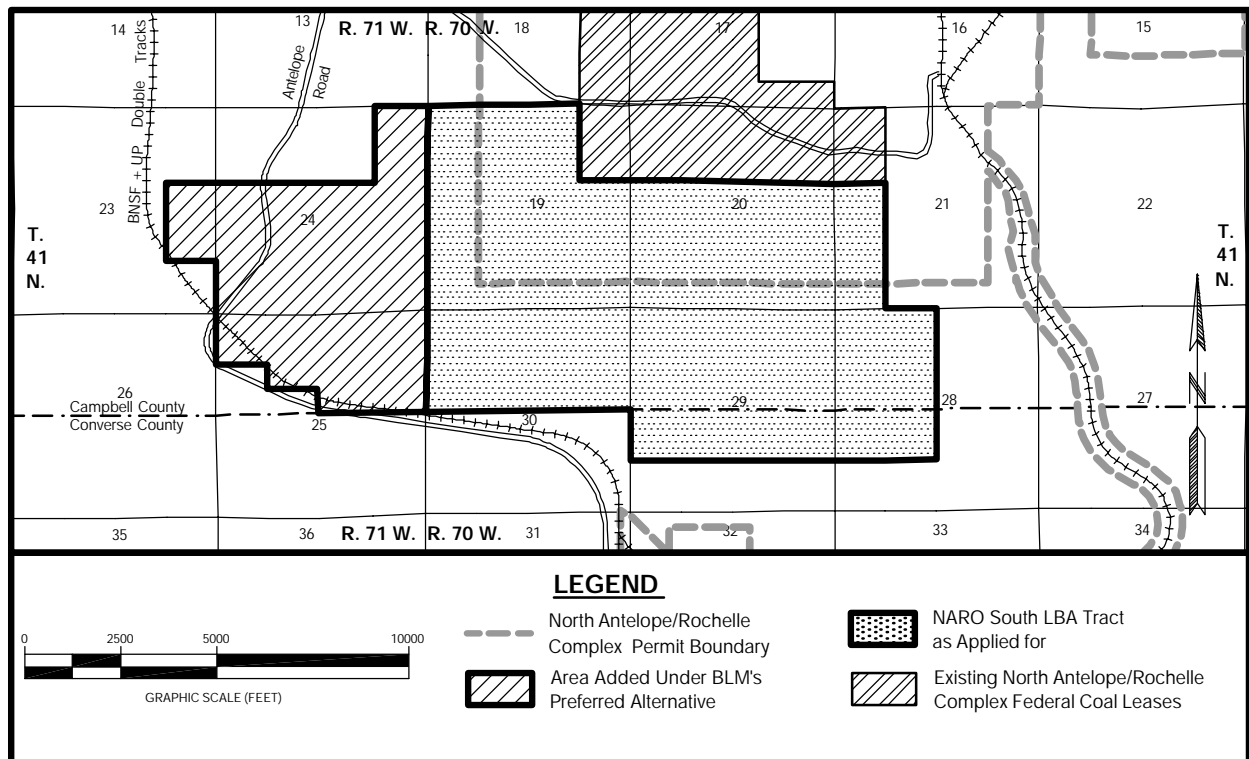 14
13
R. 71 W. R. 70 W.
18
17
16
15
BNSF + UP Double Tracks
Antelope
Road
23
24
19
20
21
22
T.
41
N.
T.
41
N.
26
Campbell County
Converse County
25
30
29
28
27
N
35
36
R. 71 W. R. 70 W.
31
32
33
34
LEGEND
0 2500 5000 10000
GRAPHIC SCALE (FEET)
North Antelope/Rochelle
Complex Permit Boundary
Area Added Under BLM's
Preferred Alternative
NARO South LBA Tract
as Applied for
Existing North Antelope/Rochelle
Complex Federal Coal Leases